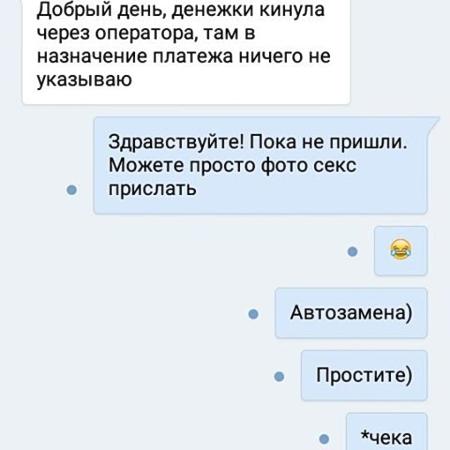 Добрый день, денежки кинула
через оператора, там в
назначение платежа ничего не
указываю
Здравствуйте! Пока не пришли.
Можете просто фото секс
прислать
😂
Автозамена)
Простите)
*чека